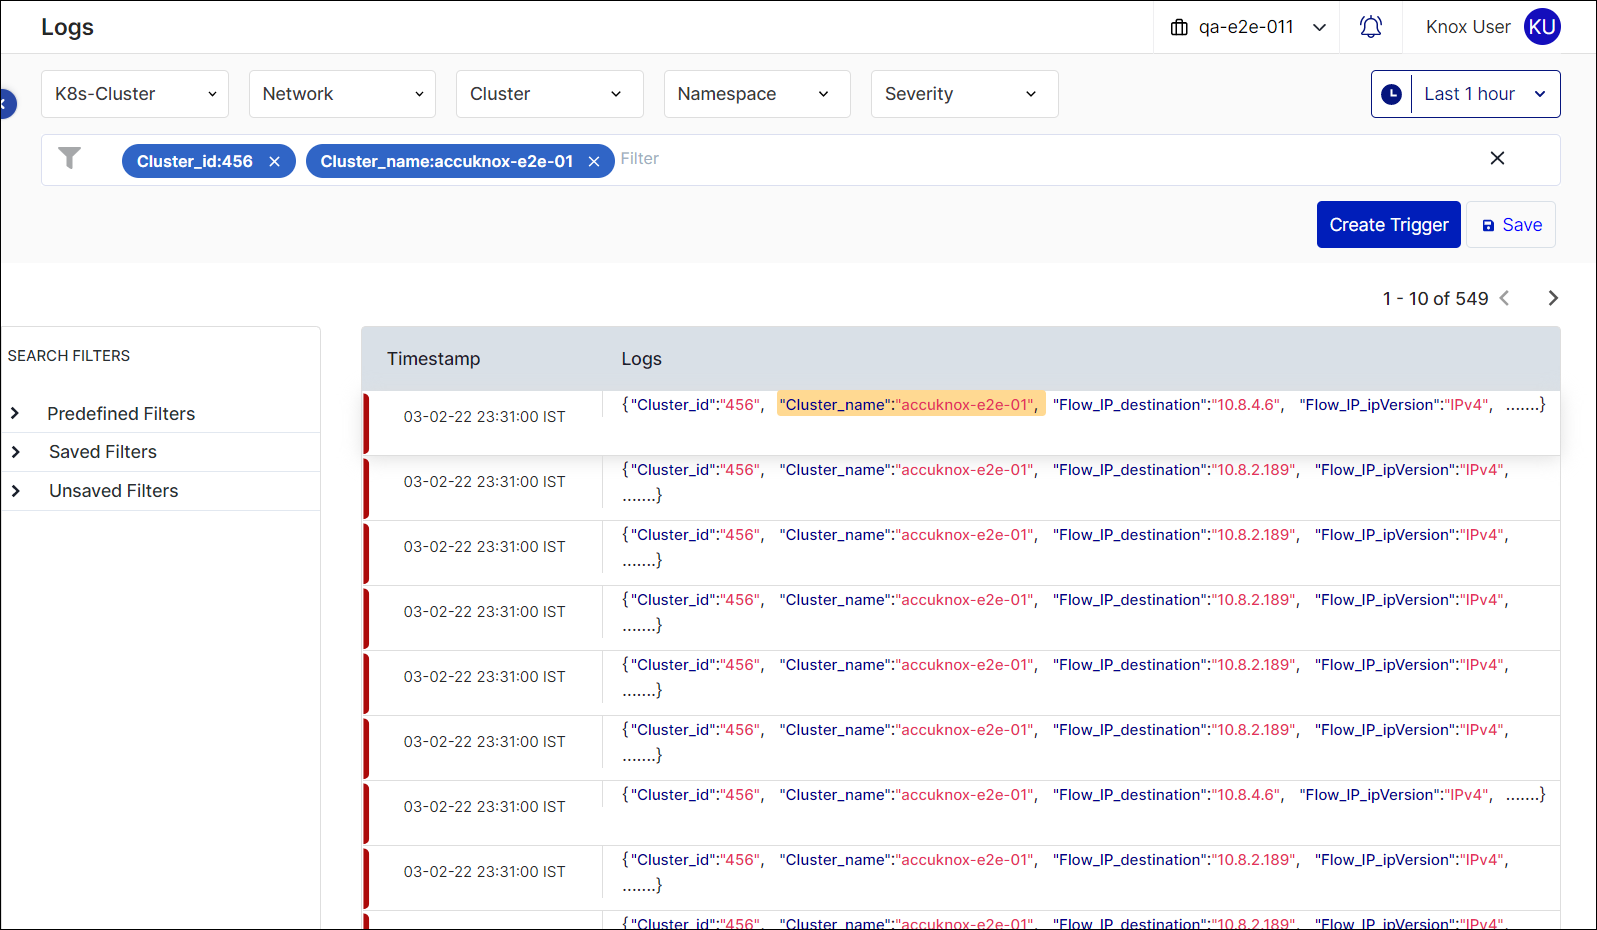 Logs
qa-e2e-011
Knox User KU
K8s-Cluster Network Cluster Namespace Severity Last 1 hour
Cluster_id:456 Cluster_name:accuknox-e2e-01 Filter
Create Trigger Save
1 - 10 of 549
SEARCH FILTERS
Predefined Filters
Saved Filters
Unsaved Filters
Timestamp Logs
03-02-22 23:31:00 IST {"Cluster_id":"456", "Cluster_name":"accuknox-e2e-01", "Flow_IP_destination":"10.8.4.6", "Flow_IP_ipVersion":"IPv4", .......}
03-02-22 23:31:00 IST {"Cluster_id":"456", "Cluster_name":"accuknox-e2e-01", "Flow_IP_destination":"10.8.2.189", "Flow_IP_ipVersion":"IPv4",
.......}
03-02-22 23:31:00 IST {"Cluster_id":"456", "Cluster_name":"accuknox-e2e-01", "Flow_IP_destination":"10.8.2.189", "Flow_IP_ipVersion":"IPv4",
.......}
03-02-22 23:31:00 IST {"Cluster_id":"456", "Cluster_name":"accuknox-e2e-01", "Flow_IP_destination":"10.8.2.189", "Flow_IP_ipVersion":"IPv4",
.......}
03-02-22 23:31:00 IST {"Cluster_id":"456", "Cluster_name":"accuknox-e2e-01", "Flow_IP_destination":"10.8.2.189", "Flow_IP_ipVersion":"IPv4",
.......}
03-02-22 23:31:00 IST {"Cluster_id":"456", "Cluster_name":"accuknox-e2e-01", "Flow_IP_destination":"10.8.2.189", "Flow_IP_ipVersion":"IPv4",
.......}
03-02-22 23:31:00 IST {"Cluster_id":"456", "Cluster_name":"accuknox-e2e-01", "Flow_IP_destination":"10.8.4.6", "Flow_IP_ipVersion":"IPv4", .......}
03-02-22 23:31:00 IST {"Cluster_id":"456", "Cluster_name":"accuknox-e2e-01", "Flow_IP_destination":"10.8.2.189", "Flow_IP_ipVersion":"IPv4",
.......}
{"Cluster_id":"456", "Cluster_name":"accuknox-e2e-01", "Flow_IP_destination":"10.8.2.189", "Flow_IP_ipVersion":"IPv4",